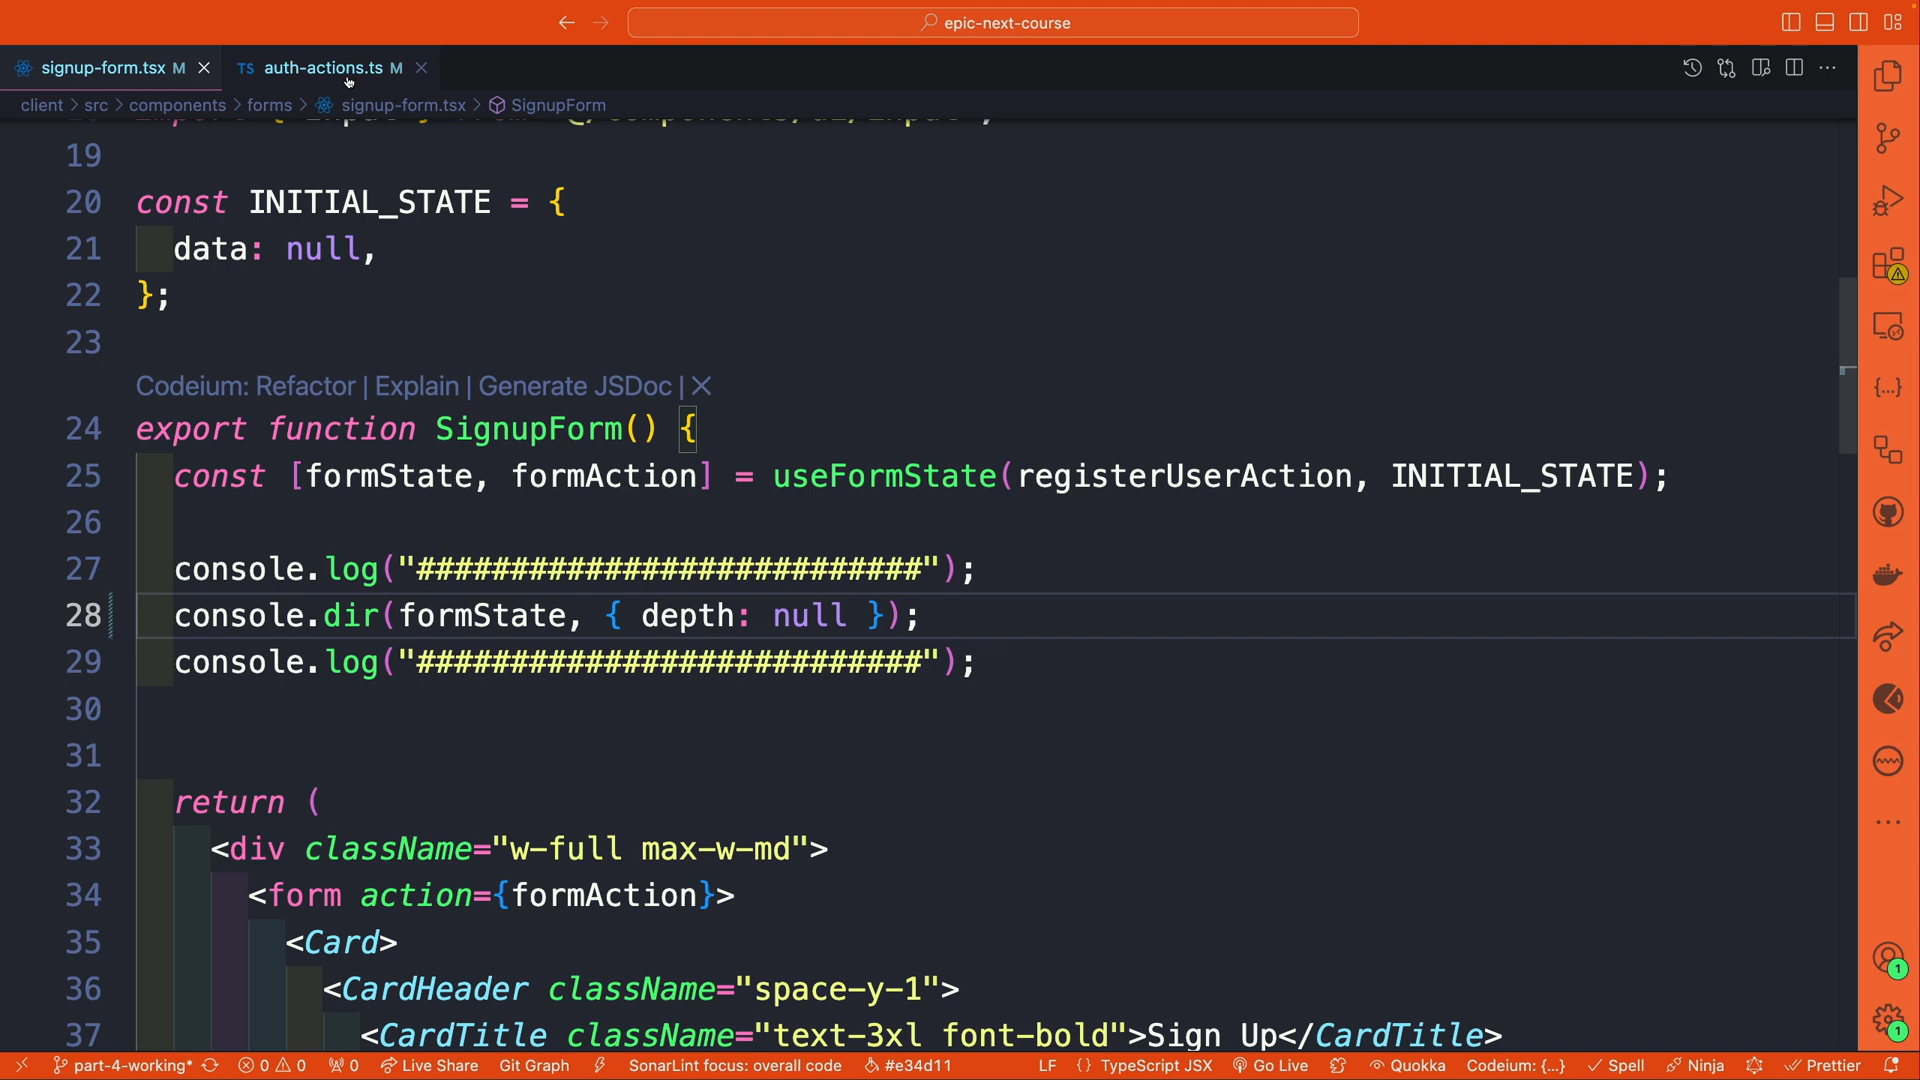 epic-next-course
signup-form.tsx M
TS auth-actions.ts M
client > src > components > forms > signup-form.tsx > SignupForm
19
20 const INITIAL_STATE = {
21 data: null,
22 };
23
Codeium: Refactor | Explain | Generate JSDoc | ✕
24 export function SignupForm() {
25 const [formState, formAction] = useFormState(registerUserAction, INITIAL_STATE);
26
27 console.log("###########################");
28 console.dir(formState, { depth: null });
29 console.log("###########################");
30
31
32 return (
33 <div className="w-full max-w-md">
34 <form action={formAction}>
35 <Card>
36 <CardHeader className="space-y-1">
37 <CardTitle className="text-3xl font-bold">Sign Up</CardTitle>
1
1
part-4-working* 0 0 0 Live Share Git Graph SonarLint focus: overall code #e34d11 LF {} TypeScript JSX Go Live Quokka Codeium: {...} Spell Ninja Prettier